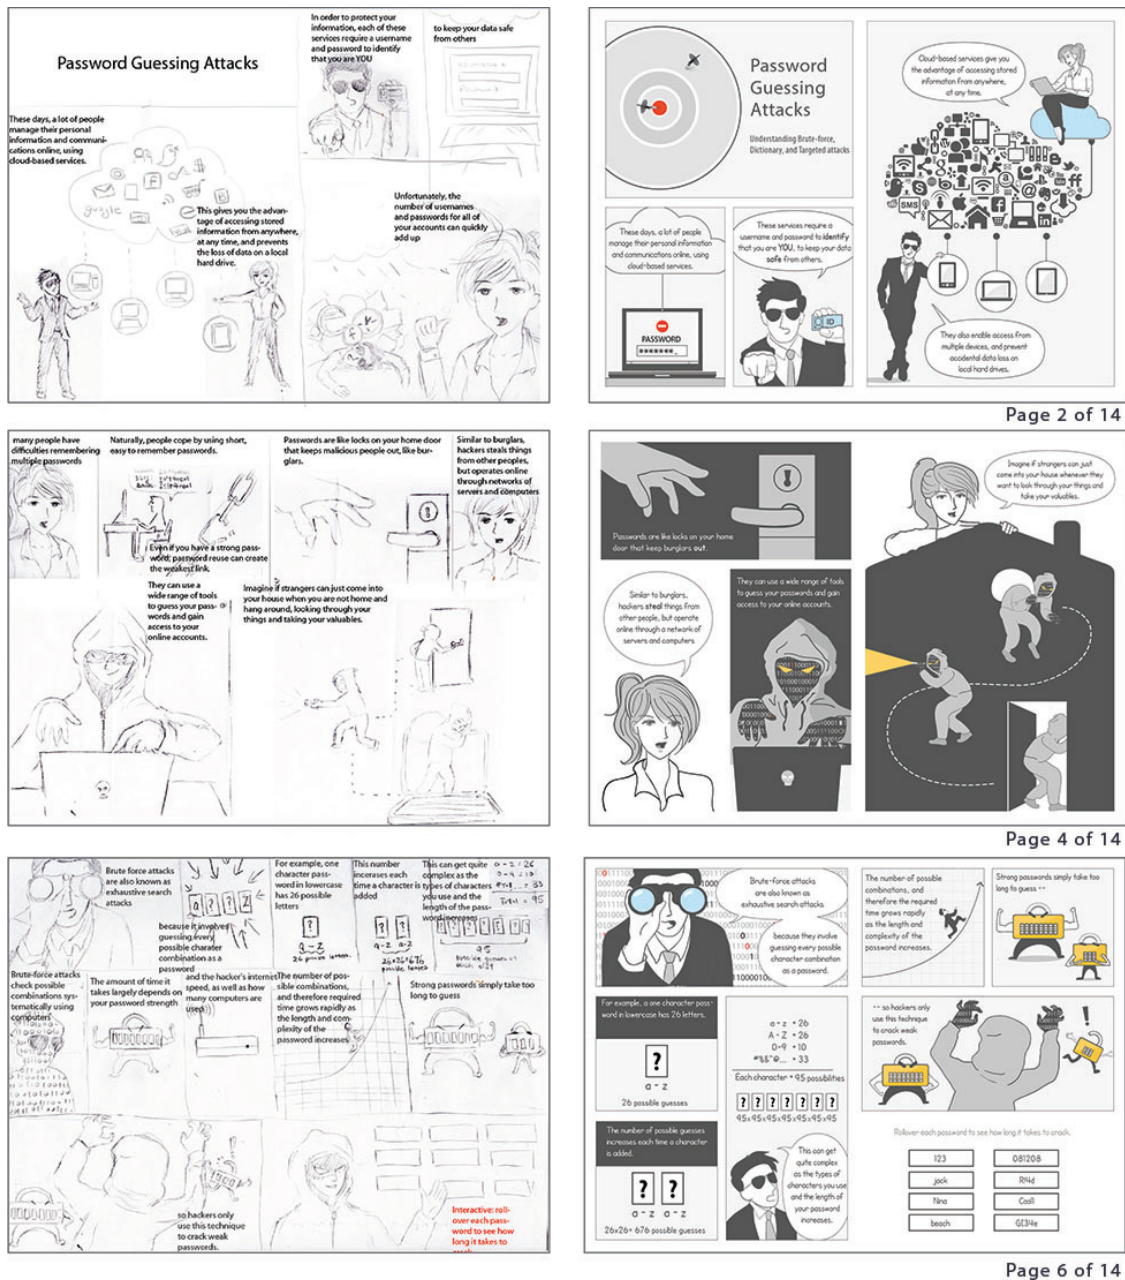 Password Guessing Attacks
In order to protect your
information, each of these
services require a username
and password to identify
that you are YOU
to keep your data safe
from others
These days, a lot of people
manage their personal
information and communi-
cations online, using
cloud-based services.
google
This gives you the advan-
tage of accessing stored
information from anywhere,
at any time, and prevents
the loss of data on a local
hard drive.
Unfortunately, the
number of usernames
and passwords for all of
your accounts can quickly
add up
Password
Guessing
Attacks
Understanding Brute-force,
Dictionary, and Targeted attacks
Cloud-based services give you
the advantage of accessing stored
information from anywhere,
at any time.
SMS
These days, a lot of people
manage their personal information
and communications online, using
cloud-based services.
PASSWORD
These services require a
username and password to identify
that you are YOU, to keep your data
safe from others.
ID
They also enable access from
multiple devices, and prevent
accidental data loss on
local hard drives.
Page 2 of 14
many people have
difficulties remembering
multiple passwords
Naturally, people cope by using short,
easy to remember passwords.
Even if you have a strong pass-
word, password reuse can create
the weakest link.
Passwords are like locks on your home door
that keeps malicious people out, like bur-
glars.
Similar to burglars,
hackers steals things
from other peoples,
but operates online
through networks of
servers and computers
They can use a
wide range of tools
to guess your pass-
words and gain
access to your
online accounts.
Imagine if strangers can just come into
your house when you are not home and
hang around, looking through your
things and taking your valuables.
Passwords are like locks on your home
door that keep burglars out.
Imagine if strangers can just
come into your house whenever they
want to look through your things and
take your valuables.
Similar to burglars,
hackers steal things from
other people, but operate
online through a network of
servers and computers
They can use a wide range of tools
to guess your passwords and gain
access to your online accounts.
Page 4 of 14
Brute force attacks
are also known as
exhaustive search
attacks
because it involves
guessing every
possible charater
combination as a
password
For example, one
character pass-
word in lowercase
has 26 possible
letters
?
a - z
This number
incerases each
time a character is
added
? ?
a-z a-z
This can get quite
complex as the
types of characters
you use and the
length of the pass-
word increases
a - z = 26
95
Brute-force attacks
check possible
combinations sys-
tematically using
computers
The amount of time it
takes largely depends on
your password strength
and the hacker's internet
speed, as well as how
many computers are
used
The number of pos-
sible combinations,
and therefore required
time grows rapidly as
the length and com-
plexity of the
password increases
Strong passwords simply take too
long to guess
so hackers only
use this technique
to crack weak
passwords.
Interactive: roll-
over each pass-
word to see how
long it takes to
crack
Brute-force attacks
are also known as
exhaustive search attacks.
because they involve
guessing every possible
character combination
as a password.
The number of possible
combinatons, and
therefore the required
time grows rapidly
as the length and
complexity of the
password increases.
Strong passwords simply take too
long to guess --
For example, a one character pass-
word in lowercase has 26 letters.
?
a - z
26 possible guesses
a - z = 26
A - Z = 26
0-9 = 10
= 33
Each character = 95 possibilities
? ? ? ? ? ? ?
95x95x95x95x95x95x95
-- so hackers only
use this technique
to crack weak
passwords.
!
The number of possible guesses
increases each time a character
is added.
? ?
a-z a-z
26x26= 676 possible guesses
This can get
quite complex
as the types of
characters you use
and the length of
your password
increases.
Rollover each password to see how long it takes to crack.
123
081208
jack
R14d
Nina
beach
Page 6 of 14